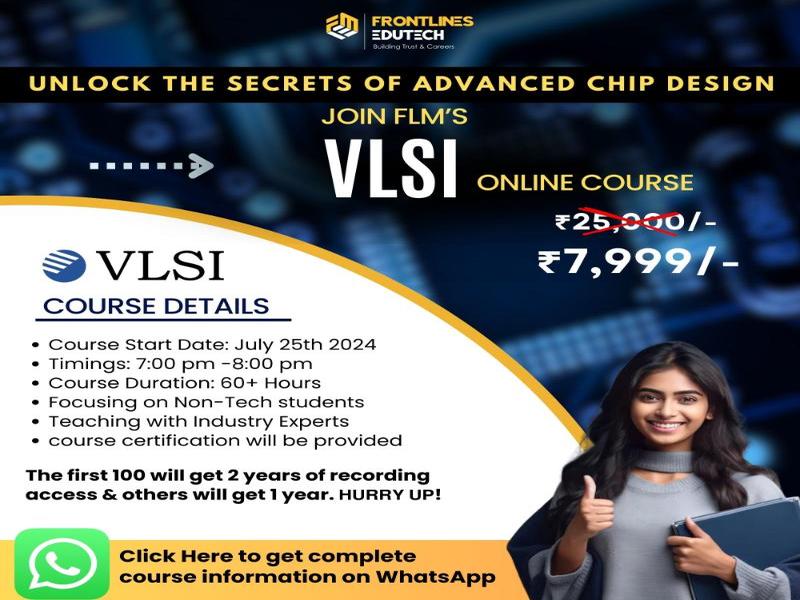 FRONTLINES
EDUTECH
Building Trust & Careers
UNLOCK THE SECRETS OF ADVANCED CHIP DESIGN
JOIN FLM'S
VLSI ONLINE COURSE
₹25,000/-
₹7,999/-
VLSI
COURSE DETAILS
• Course Start Date: July 25th 2024
• Timings: 7:00 pm -8:00 pm
• Course Duration: 60+ Hours
• Focusing on Non-Tech students
• Teaching with Industry Experts
• course certification will be provided
The first 100 will get 2 years of recording
access & others will get 1 year. HURRY UP!
Click Here to get complete
course information on WhatsApp